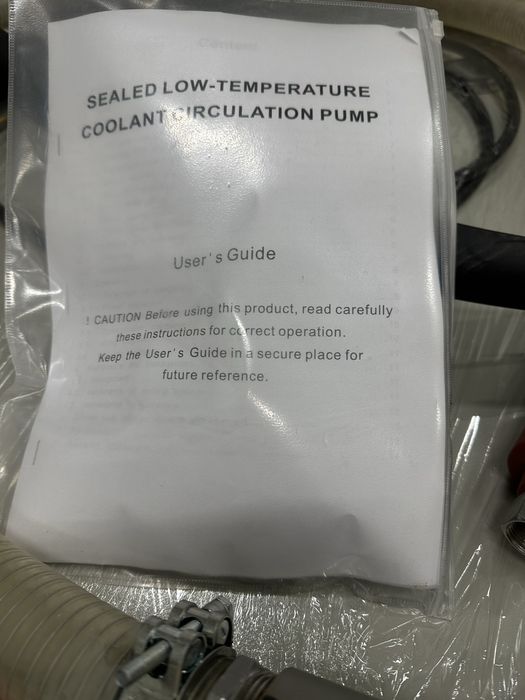 Content
SEALED LOW-TEMPERATURE
COOLANT CIRCULATION PUMP
User's Guide
! CAUTION Before using this product, read carefully
these instructions for correct operation.
Keep the User's Guide in a secure place for
future reference.